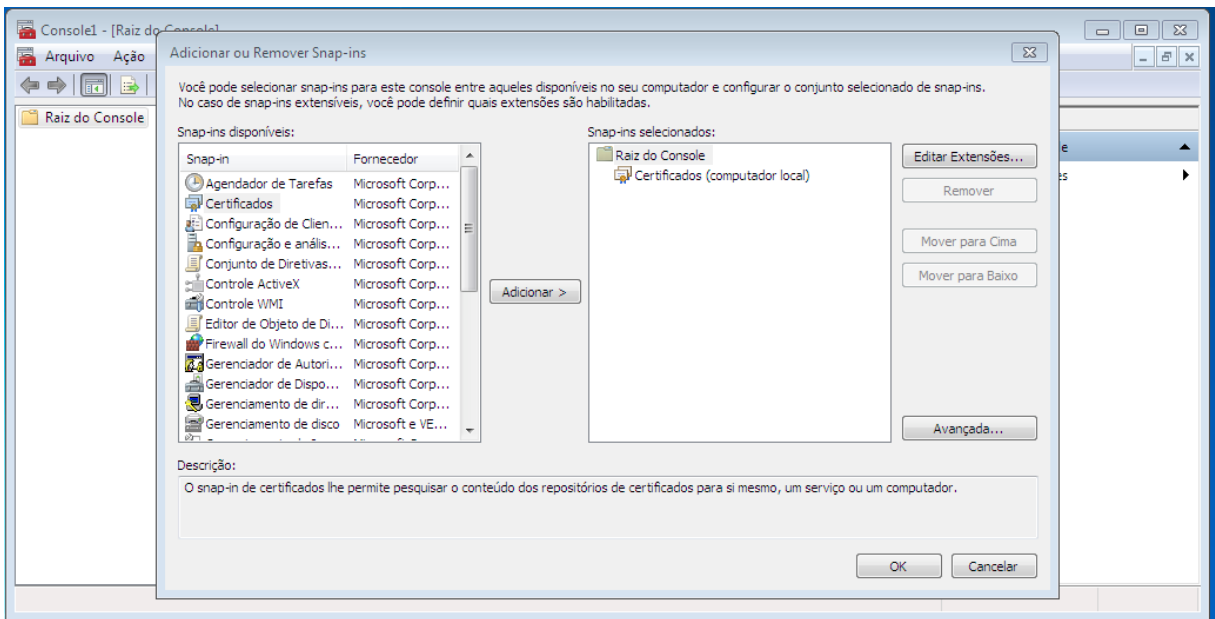 Console1 - [Raiz do Console]
Arquivo Ação
Raiz do Console
Adicionar ou Remover Snap-ins
Você pode selecionar snap-ins para este console entre aqueles disponíveis no seu computador e configurar o conjunto selecionado de snap-ins.
No caso de snap-ins extensíveis, você pode definir quais extensões são habilitadas.
Snap-ins disponíveis:
Snap-in Fornecedor
Agendador de Tarefas Microsoft Corp...
Certificados Microsoft Corp...
Configuração de Clien... Microsoft Corp...
Configuração e anális... Microsoft Corp...
Conjunto de Diretivas... Microsoft Corp...
Controle ActiveX Microsoft Corp...
Controle WMI Microsoft Corp...
Editor de Objeto de Di... Microsoft Corp...
Firewall do Windows c... Microsoft Corp...
Gerenciador de Autori... Microsoft Corp...
Gerenciador de Dispo... Microsoft Corp...
Gerenciamento de dir... Microsoft Corp...
Gerenciamento de disco Microsoft e VE...
Adicionar >
Snap-ins selecionados:
Raiz do Console
Certificados (computador local)
Editar Extensões...
Remover
Mover para Cima
Mover para Baixo
Avançada...
Descrição:
O snap-in de certificados lhe permite pesquisar o conteúdo dos repositórios de certificados para si mesmo, um serviço ou um computador.
OK Cancelar
e
es